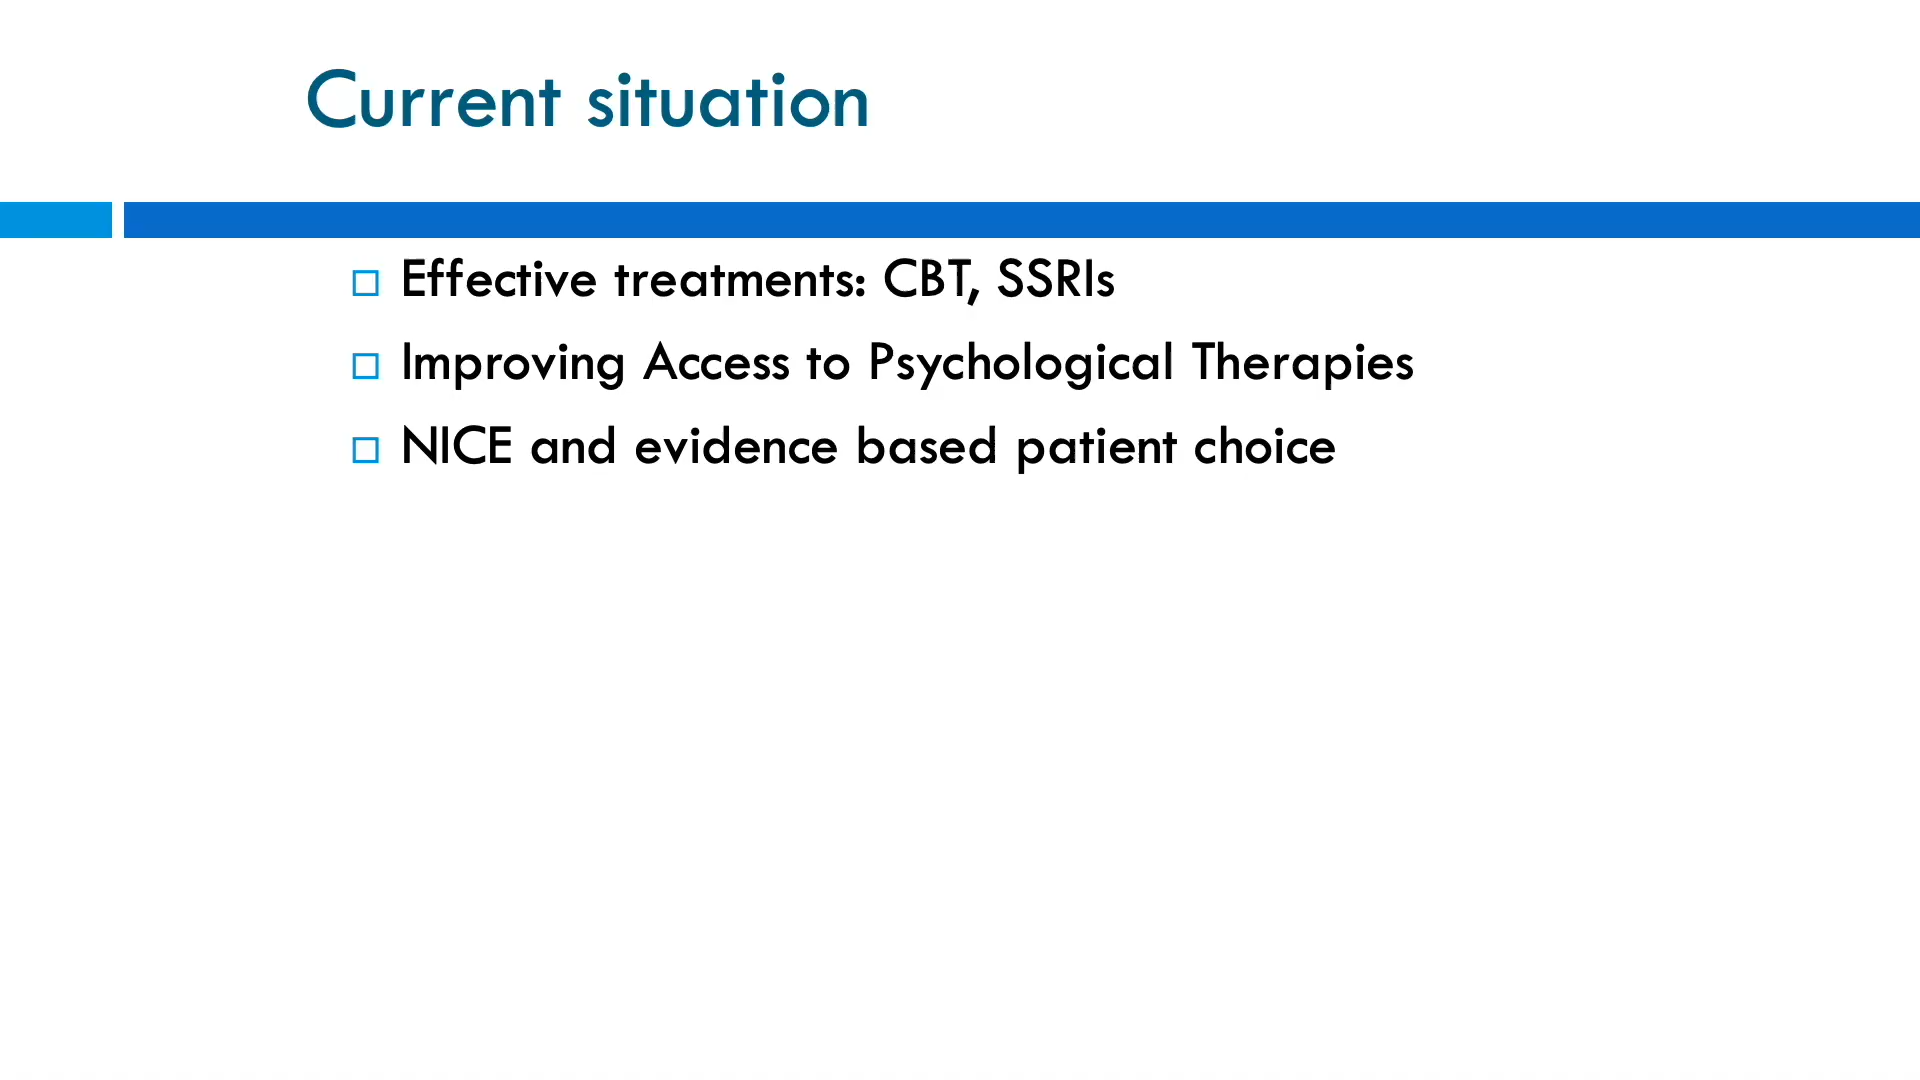 Current situation
Effective treatments: CBT, SSRIs
Improving Access to Psychological Therapies
NICE and evidence based patient choice